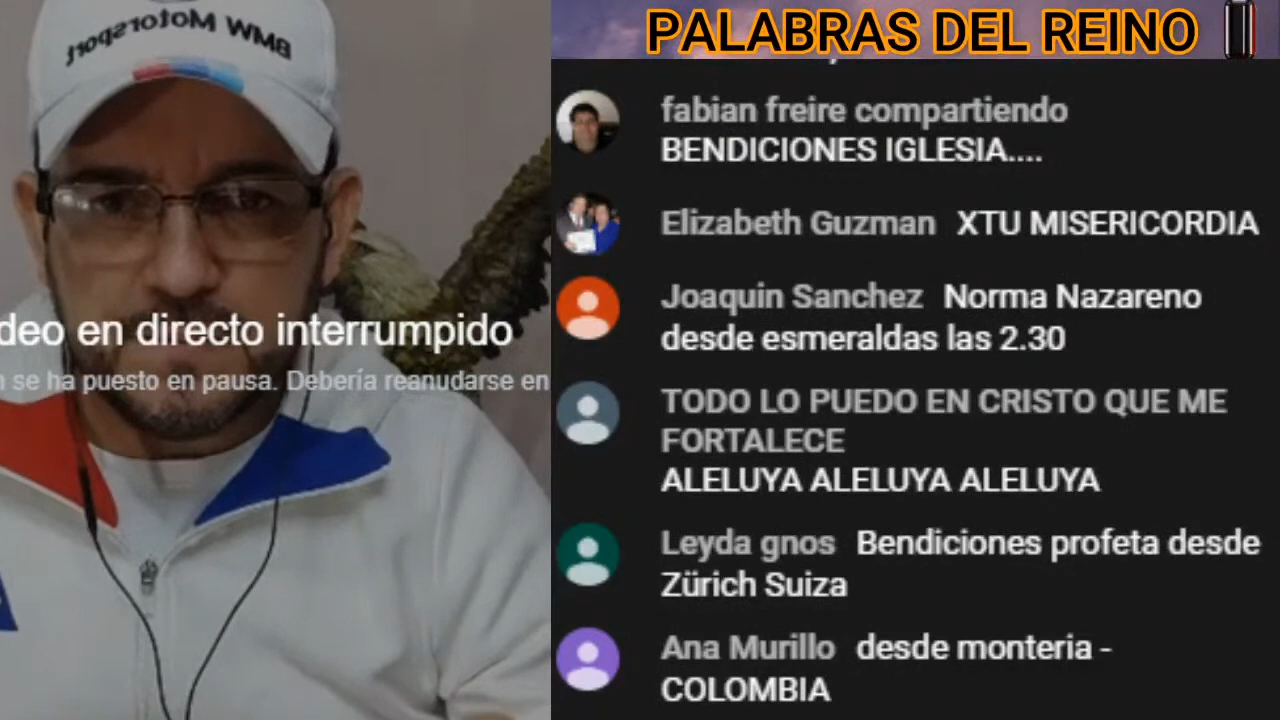 BMW Motorsport
deo en directo interrumpido
se ha puesto en pausa. Debería reanudarse en
PALABRAS DEL REINO
fabian freire compartiendo
BENDICIONES IGLESIA....
Elizabeth Guzman XTU MISERICORDIA
Joaquin Sanchez Norma Nazareno
desde esmeraldas las 2.30
TODO LO PUEDO EN CRISTO QUE ME
FORTALECE
ALELUYA ALELUYA ALELUYA
Leyda gnos Bendiciones profeta desde
Zürich Suiza
Ana Murillo desde monteria -
COLOMBIA